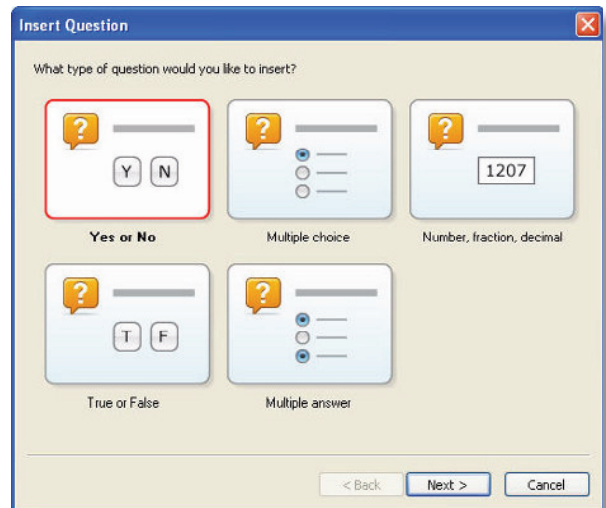 Insert Question
What type of question would you like to insert?
? Y N
?
? 1207
Yes or No
Multiple choice
Number, fraction, decimal
? T F
?
True or False
Multiple answer
< Back
Next >
Cancel